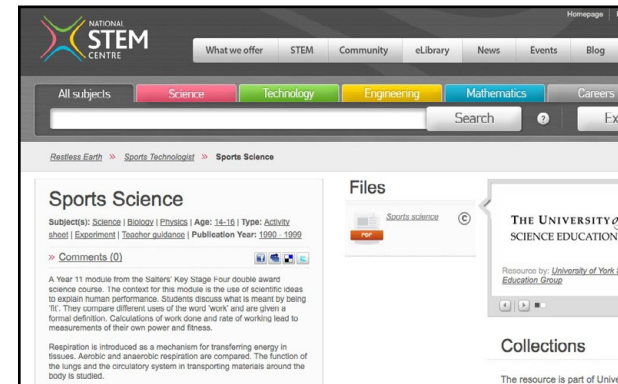 NATIONAL
STEM
CENTRE
Homepage
What we offer
STEM
Community
eLibrary
News
Events
Blog
All subjects
Science
Technology
Engineering
Mathematics
Careers
Search
?
Ex
Restless Earth » Sports Technologist » Sports Science
Sports Science
Subject(s): Science | Biology | Physics | Age: 14-16 | Type: Activity
sheet | Experiment | Teacher guidance | Publication Year: 1990 - 1999
» Comments (0)
A Year 11 module from the Salters' Key Stage Four double award
science course. The context for this module is the use of scientific ideas
to explain human performance. Students discuss what is meant by being
'fit'. They compare different uses of the word 'work' and are given a
formal definition. Calculations of work done and rate of working lead to
measurements of their own power and fitness.
Respiration is introduced as a mechanism for transferring energy in
tissues. Aerobic and anaerobic respiration are compared. The function of
the lungs and the circulatory system in transporting materials around the
body is studied.
Files
PDF
Sports science
©
THE UNIVERSITY of
SCIENCE EDUCATION
Resource by: University of York
Education Group
Collections
The resource is part of Unive